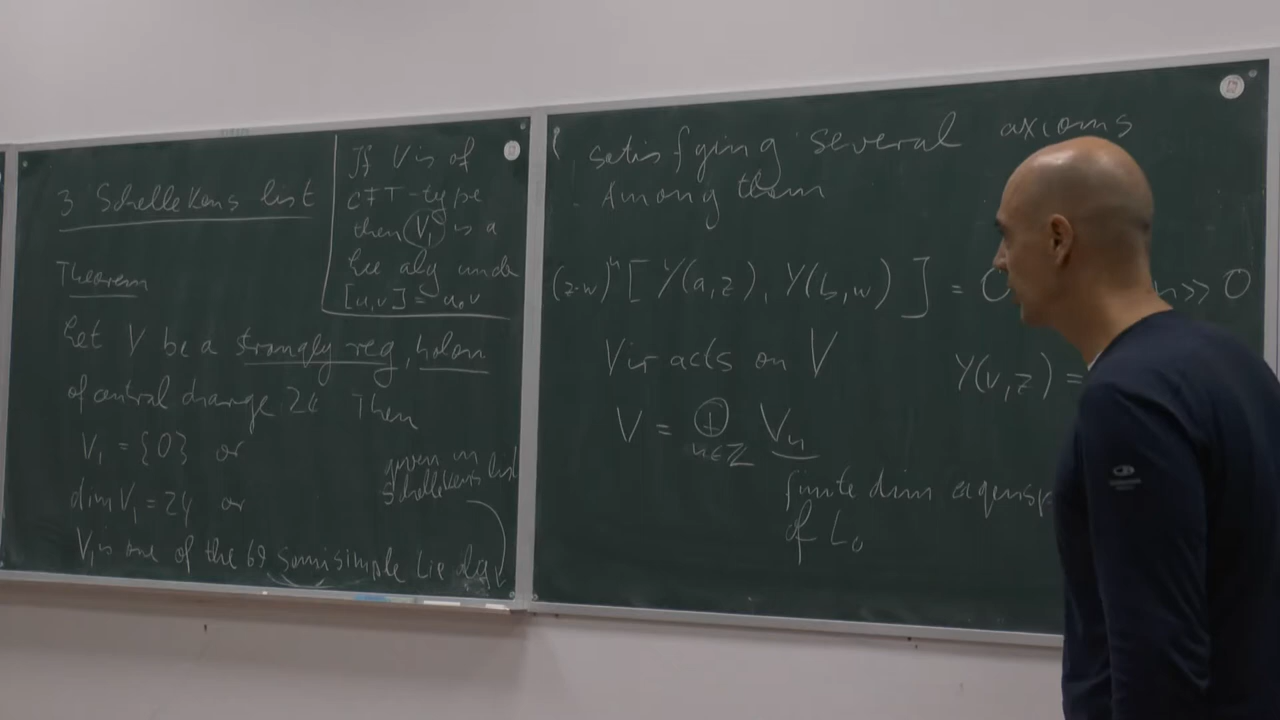 3 Schellekens list
Theorem
Let V be a strongly reg, holom
of central charge 24 Then
V₁ = {0} or
dim V₁ = 24 or
V₁ is one of the 69 semisimple Lie alg
given in
Schellekens list
If V is of
CFT-type
then V₁ is a
Lie alg unde
[u,v] = u₀v
satisfying several axioms
Among them
(z-w)ⁿ [Y(a,z), Y(b,w)] = 0 n >> 0
Vir acts on V
Y(v,z) =
V = ⊕ Vₙ
n∈ℤ
finite dim eigensp
of L₀